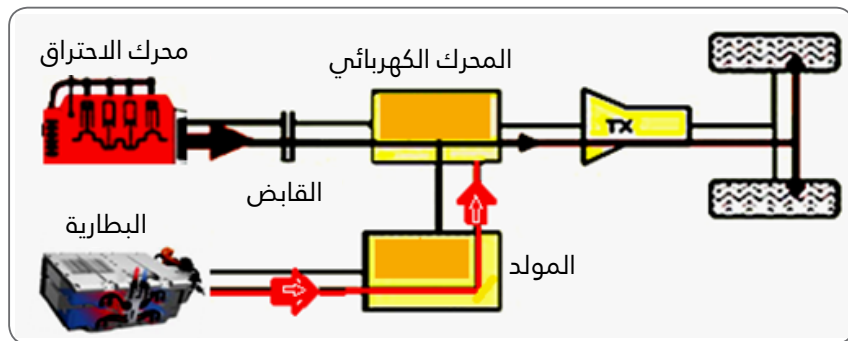 محرك الاحتراق
المحرك الكهربائي
TX
القابض
البطارية
المولد